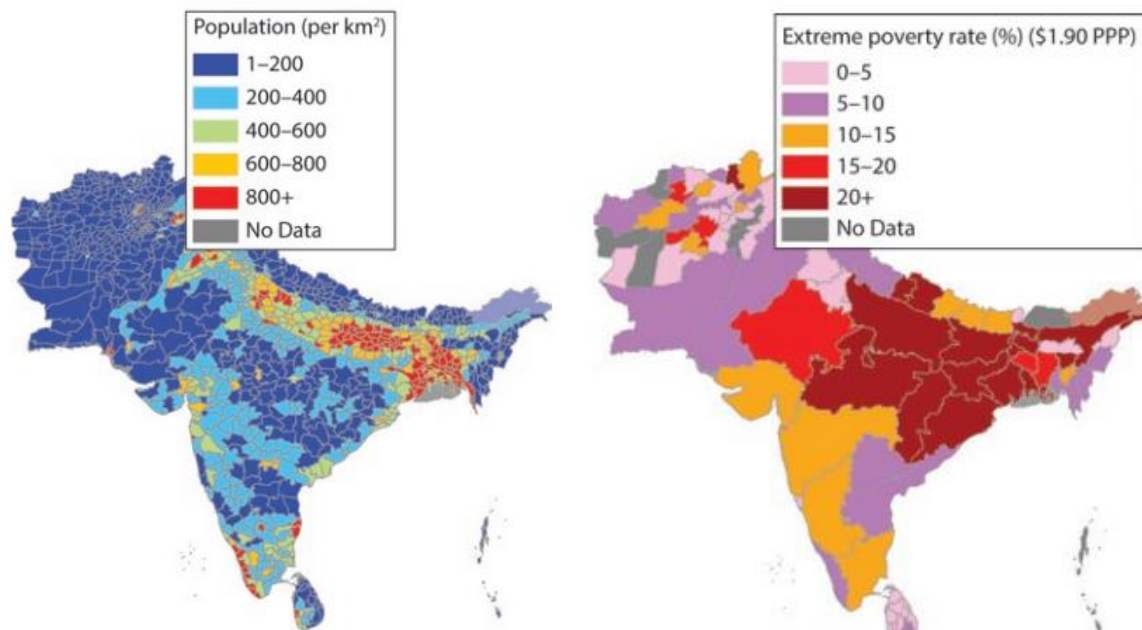 Population (per km²)
1–200
200–400
400–600
600–800
800+
No Data
Extreme poverty rate (%) ($1.90 PPP)
0–5
5–10
10–15
15–20
20+
No Data